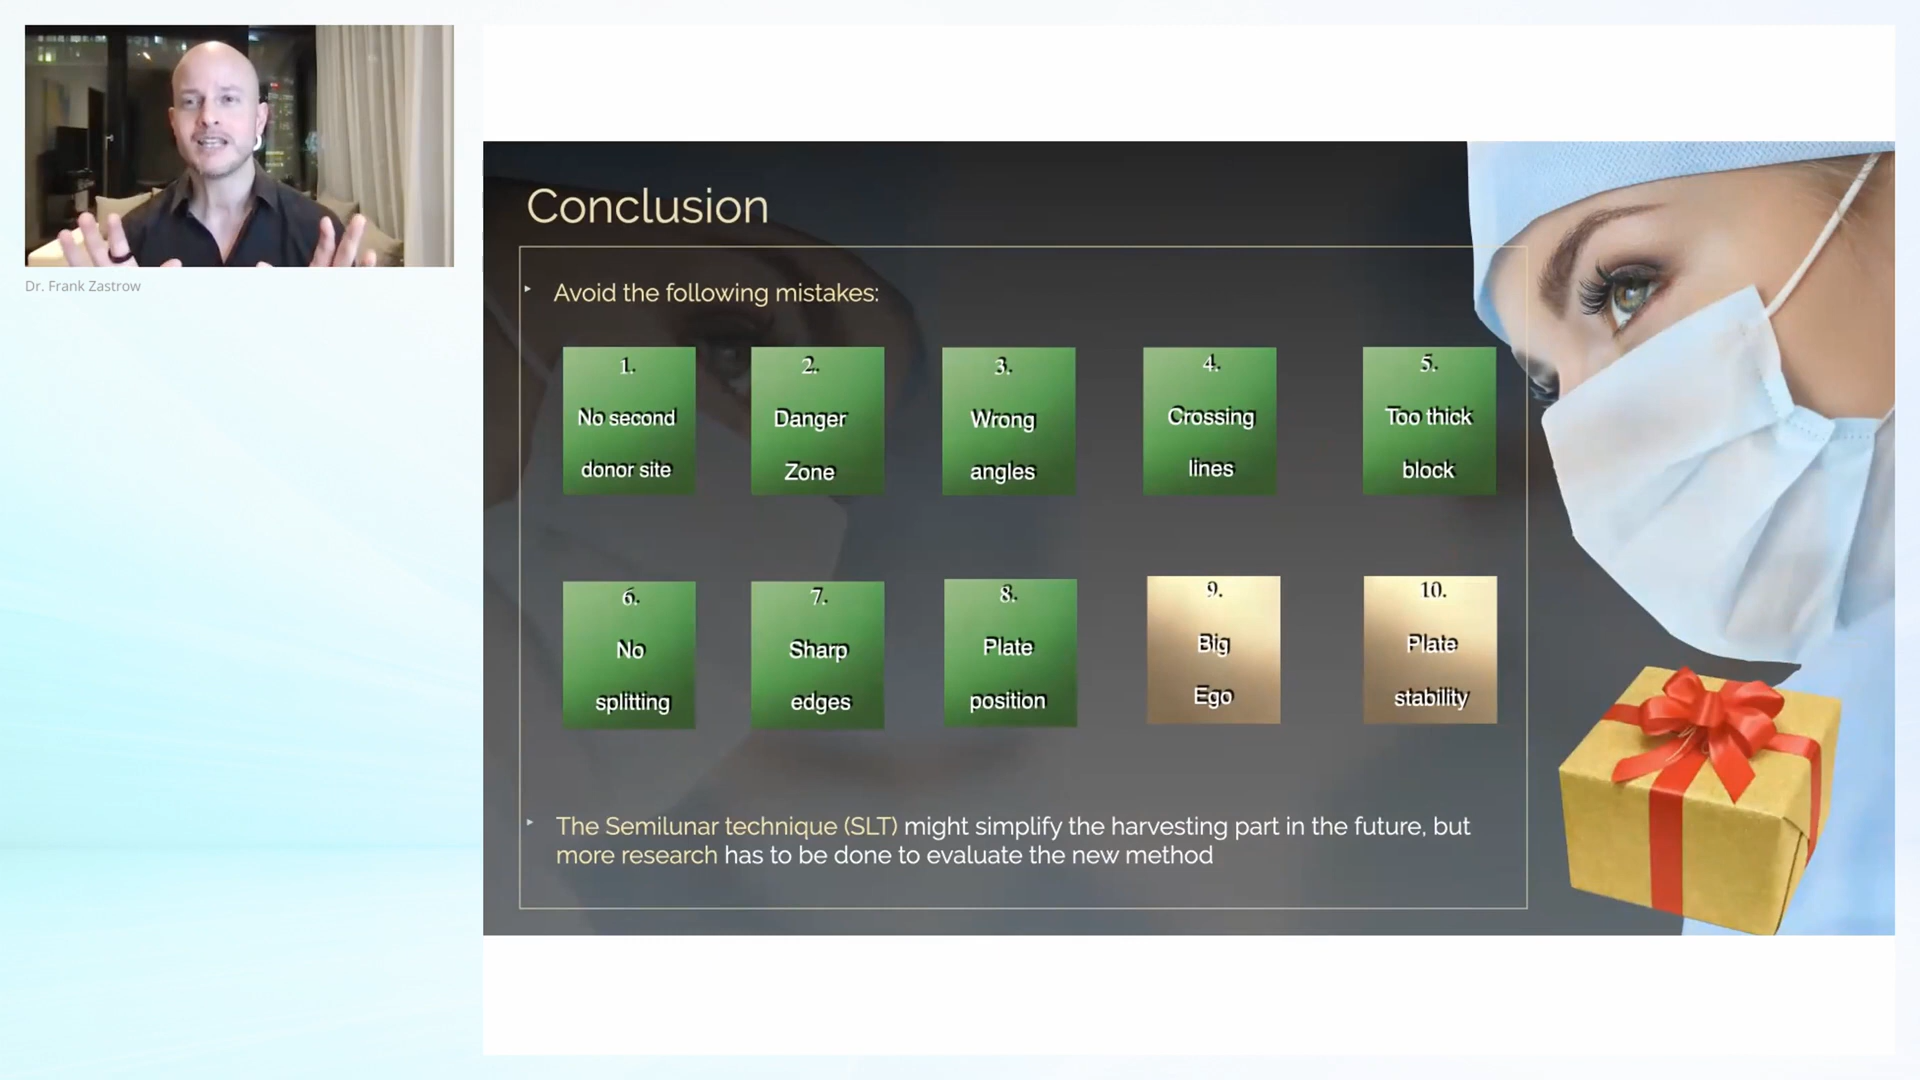 Dr. Frank Zastrow
Conclusion
Avoid the following mistakes:
1.
No second
donor site
2.
Danger
Zone
3.
Wrong
angles
4.
Crossing
lines
5.
Too thick
block
6.
No
splitting
7.
Sharp
edges
8.
Plate
position
9.
Big
Ego
10.
Plate
stability
The Semilunar technique (SLT) might simplify the harvesting part in the future, but
more research has to be done to evaluate the new method